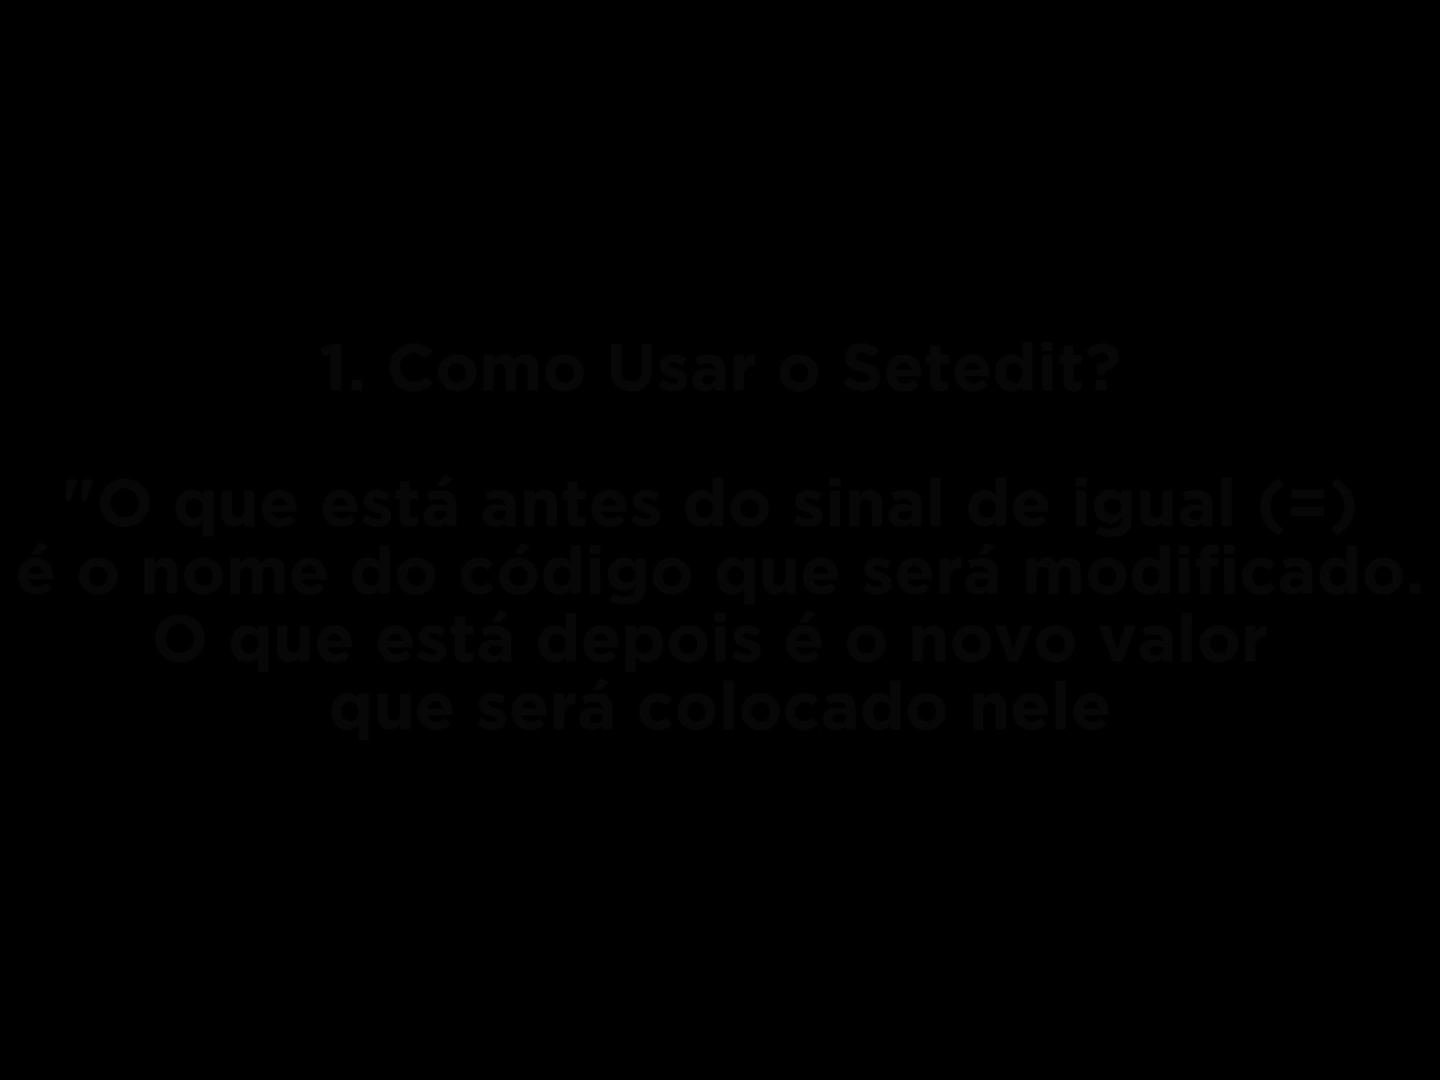 1. Como Usar o Setedit?
"O que está antes do sinal de igual (=)
é o nome do código que será modificado.
O que está depois é o novo valor
que será colocado nele